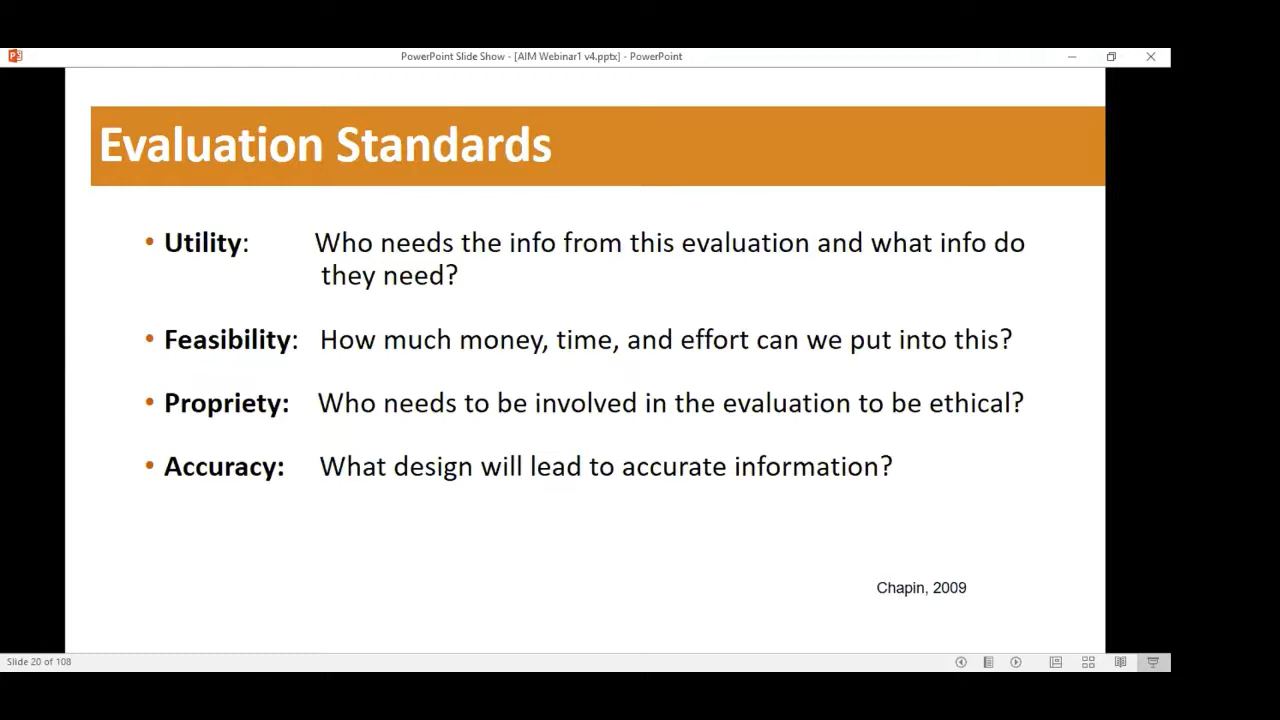 PowerPoint Slide Show - [AIM Webinar1 v4.pptx] - PowerPoint
Evaluation Standards
• Utility: Who needs the info from this evaluation and what info do
they need?
• Feasibility: How much money, time, and effort can we put into this?
• Propriety: Who needs to be involved in the evaluation to be ethical?
• Accuracy: What design will lead to accurate information?
Chapin, 2009
Slide 20 of 108